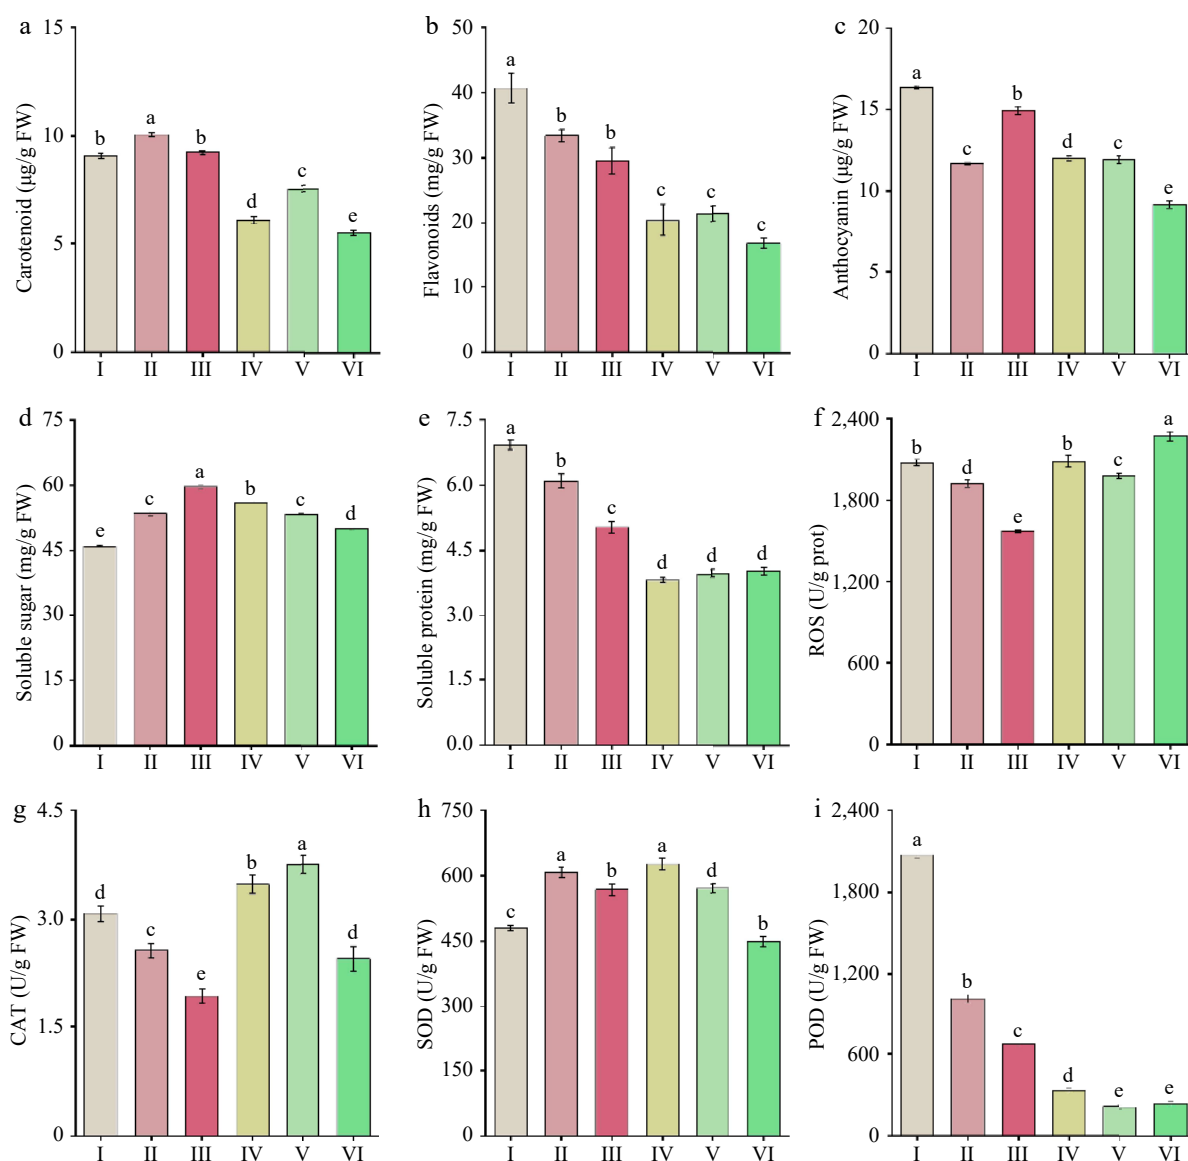 a
15
10
5
0
Carotenoid (μg/g FW)
b
a
b
d
c
e
I II III IV V VI
b
50
40
30
20
10
0
Flavonoids (mg/g FW)
a
b
b
c
c
c
I II III IV V VI
c
20
15
10
5
0
Anthocyanin (μg/g FW)
a
c
b
d
c
e
I II III IV V VI
d
75
60
45
30
15
0
Soluble sugar (mg/g FW)
e
c
a
b
c
d
I II III IV V VI
e
7.5
6.0
4.5
3.0
1.5
0.0
Soluble protein (mg/g FW)
a
b
c
d
d
d
I II III IV V VI
f
2,400
1,800
1,200
600
0
ROS (U/g prot)
b
d
e
b
c
a
I II III IV V VI
g
4.5
3.0
1.5
0
CAT (U/g FW)
d
c
e
b
a
d
I II III IV V VI
h
750
600
450
300
150
0
SOD (U/g FW)
c
a
b
a
d
b
I II III IV V VI
i
2,400
1,800
1,200
600
0
POD (U/g FW)
a
b
c
d
e
e
I II III IV V VI